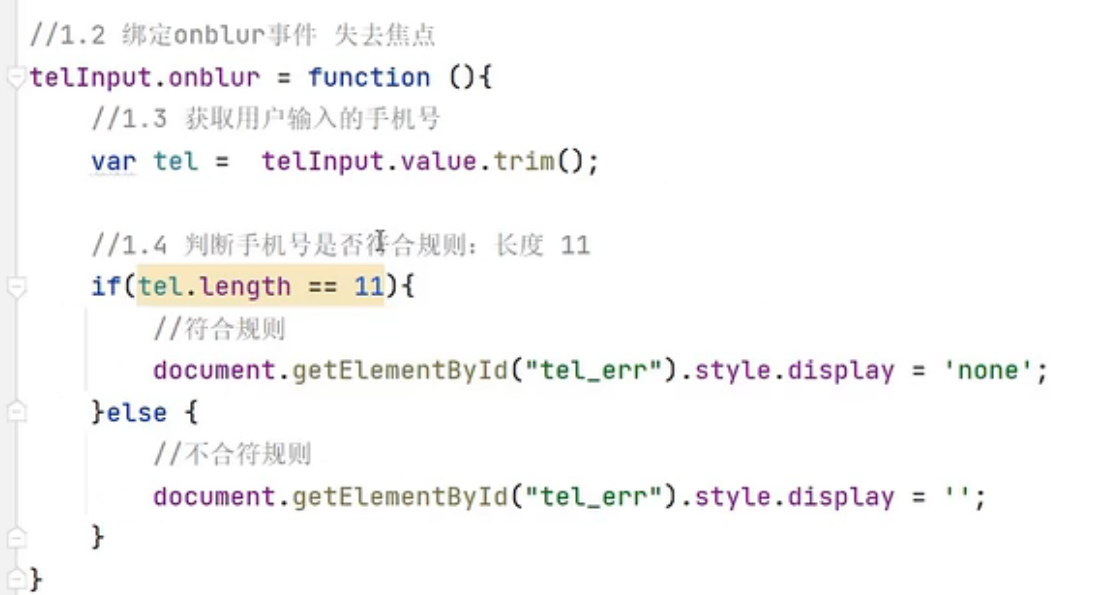 //1.2 绑定onblur事件 失去焦点
telInput.onblur = function (){
//1.3 获取用户输入的手机号
var tel =  telInput.value.trim();
//1.4 判断手机号是否符合规则：长度 11
if(tel.length == 11){
//符合规则
document.getElementById("tel_err").style.display = 'none';
}else {
//不合符规则
document.getElementById("tel_err").style.display = '';
}
}